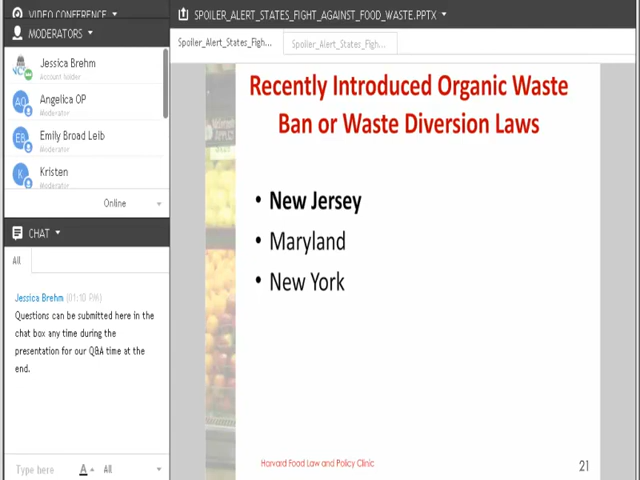 VIDEO CONFERENCE
MODERATORS
Jessica Brehm
Account holder
AO
Angelica OP
Moderator
EB
Emily Broad Leib
Moderator
K
Kristen
Moderator
Online
CHAT
All
Jessica Brehm (01:10 PM)
Questions can be submitted here in the
chat box any time during the
presentation for our Q&A time at the
end.
Type here
A
All
SPOILER_ALERT_STATES_FIGHT_AGAINST_FOOD_WASTE.PPTX
Spoiler_Alert_States_Figh...
Spoiler_Alert_States_Figh...
Recently Introduced Organic Waste
Ban or Waste Diversion Laws
• New Jersey
• Maryland
• New York
Harvard Food Law and Policy Clinic
21